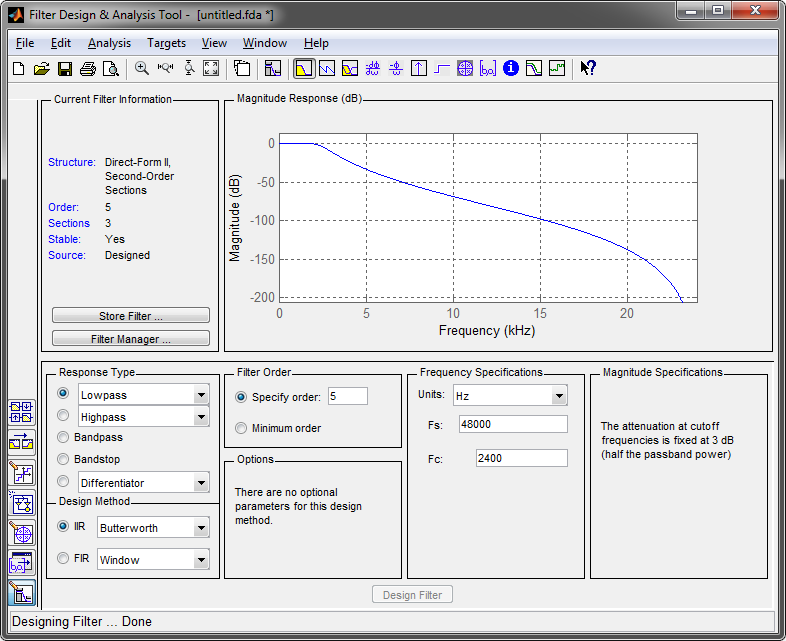 Filter Design & Analysis Tool - [untitled.fda *]
File Edit Analysis Targets View Window Help
Current Filter Information
Structure: Direct-Form II,
Second-Order
Sections
Order: 5
Sections 3
Stable: Yes
Source: Designed
Store Filter ...
Filter Manager ...
Magnitude Response (dB)
Magnitude (dB)
0
-50
-100
-150
-200
0 5 10 15 20
Frequency (kHz)
Response Type
Lowpass
Highpass
Bandpass
Bandstop
Differentiator
Design Method
IIR Butterworth
FIR Window
Filter Order
Specify order: 5
Minimum order
Options
There are no optional
parameters for this design
method.
Frequency Specifications
Units: Hz
Fs: 48000
Fc: 2400
Magnitude Specifications
The attenuation at cutoff
frequencies is fixed at 3 dB
(half the passband power)
Design Filter
Designing Filter ... Done